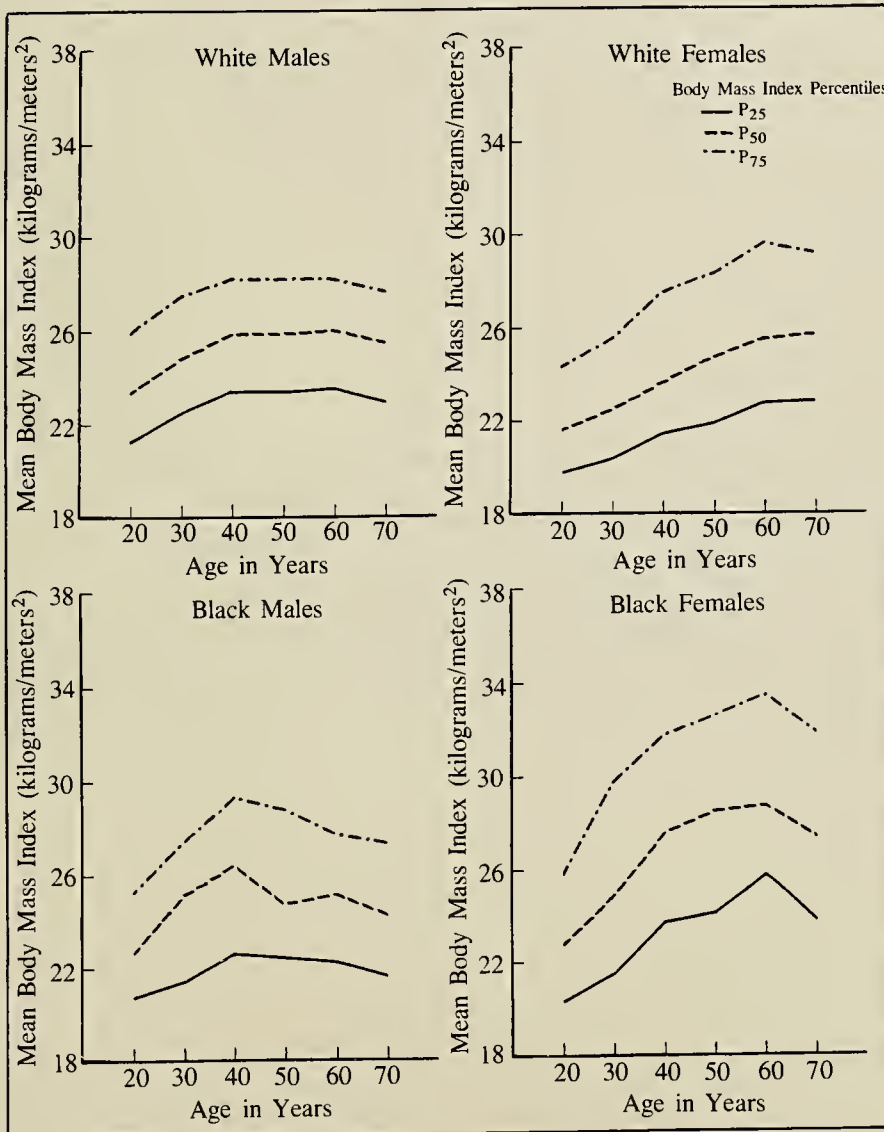 White Males
Mean Body Mass Index (kilograms/meters²)
38
34
30
26
22
18
20 30 40 50 60 70
Age in Years
White Females
Body Mass Index Percentiles
P25
P50
P75
Mean Body Mass Index (kilograms/meters²)
38
34
30
26
22
18
20 30 40 50 60 70
Age in Years
Black Males
Mean Body Mass Index (kilograms/meters²)
38
34
30
26
22
18
20 30 40 50 60 70
Age in Years
Black Females
Mean Body Mass Index (kilograms/meters²)
38
34
30
26
22
18
20 30 40 50 60 70
Age in Years